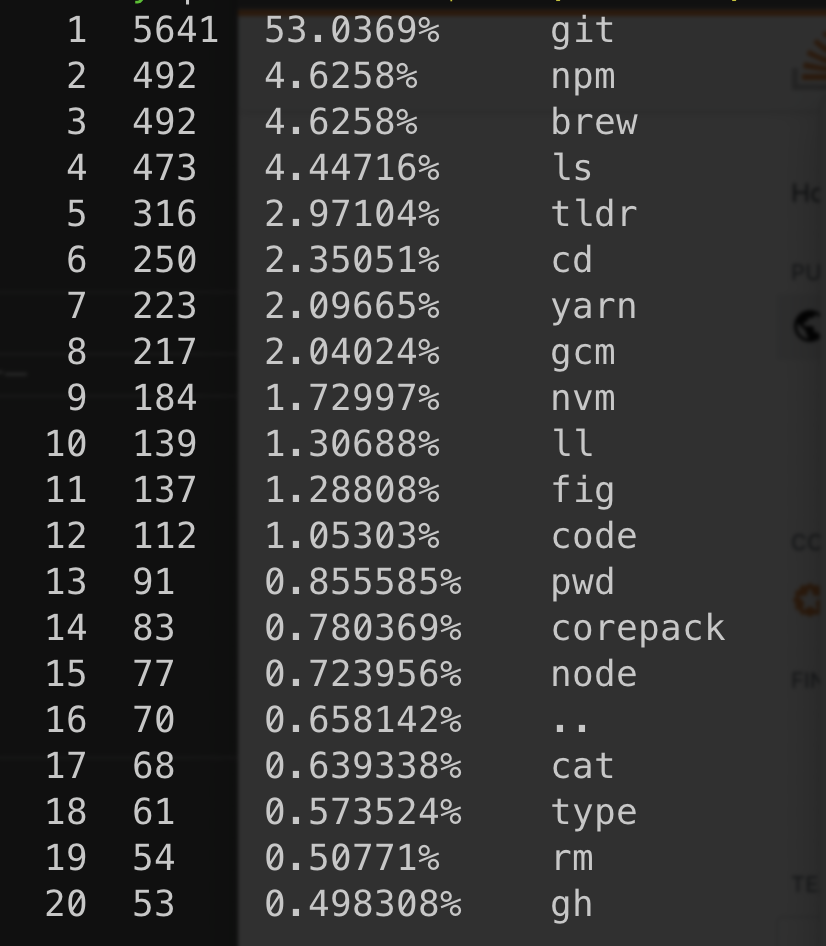 1 5641 53.0369% git
2 492 4.6258% npm
3 492 4.6258% brew
4 473 4.44716% ls
5 316 2.97104% tldr
6 250 2.35051% cd
7 223 2.09665% yarn
8 217 2.04024% gcm
9 184 1.72997% nvm
10 139 1.30688% ll
11 137 1.28808% fig
12 112 1.05303% code
13 91 0.855585% pwd
14 83 0.780369% corepack
15 77 0.723956% node
16 70 0.658142% ..
17 68 0.639338% cat
18 61 0.573524% type
19 54 0.50771% rm
20 53 0.498308% gh